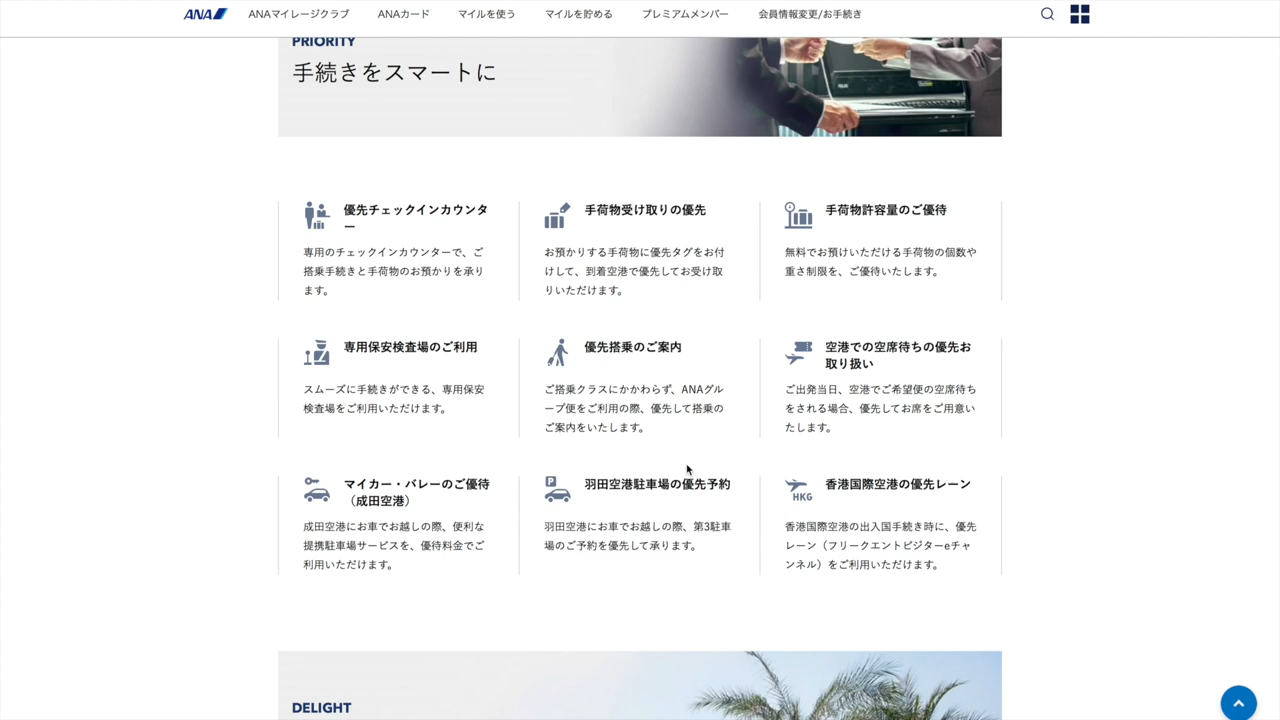 ANA ANAマイレージクラブ ANAカード マイルを使う マイルを貯める プレミアムメンバー 会員情報変更/お手続き
PRIORITY
手続きをスマートに
優先チェックインカウンタ
ー
専用のチェックインカウンターで、ご
搭乗手続きと手荷物のお預かりを承り
ます。
手荷物受け取りの優先
お預かりする手荷物に優先タグをお付
けして、到着空港で優先してお受け取
りいただけます。
手荷物許容量のご優待
無料でお預けいただける手荷物の個数や
重さ制限を、ご優待いたします。
専用保安検査場のご利用
スムーズに手続きができる、専用保安
検査場をご利用いただけます。
優先搭乗のご案内
ご搭乗クラスにかかわらず、ANAグル
ープ便をご利用の際、優先して搭乗の
ご案内をいたします。
空港での空席待ちの優先お
取り扱い
ご出発当日、空港でご希望便の空席待ち
をされる場合、優先してお席をご用意い
たします。
マイカー・バレーのご優待
（成田空港）
成田空港にお車でお越しの際、便利な
提携駐車場サービスを、優待料金でご
利用いただけます。
P
羽田空港駐車場の優先予約
羽田空港にお車でお越しの際、第3駐車
場のご予約を優先して承ります。
HKG
香港国際空港の優先レーン
香港国際空港の出入国手続き時に、優先
レーン（フリークエントビジターeチャ
ンネル）をご利用いただけます。
DELIGHT